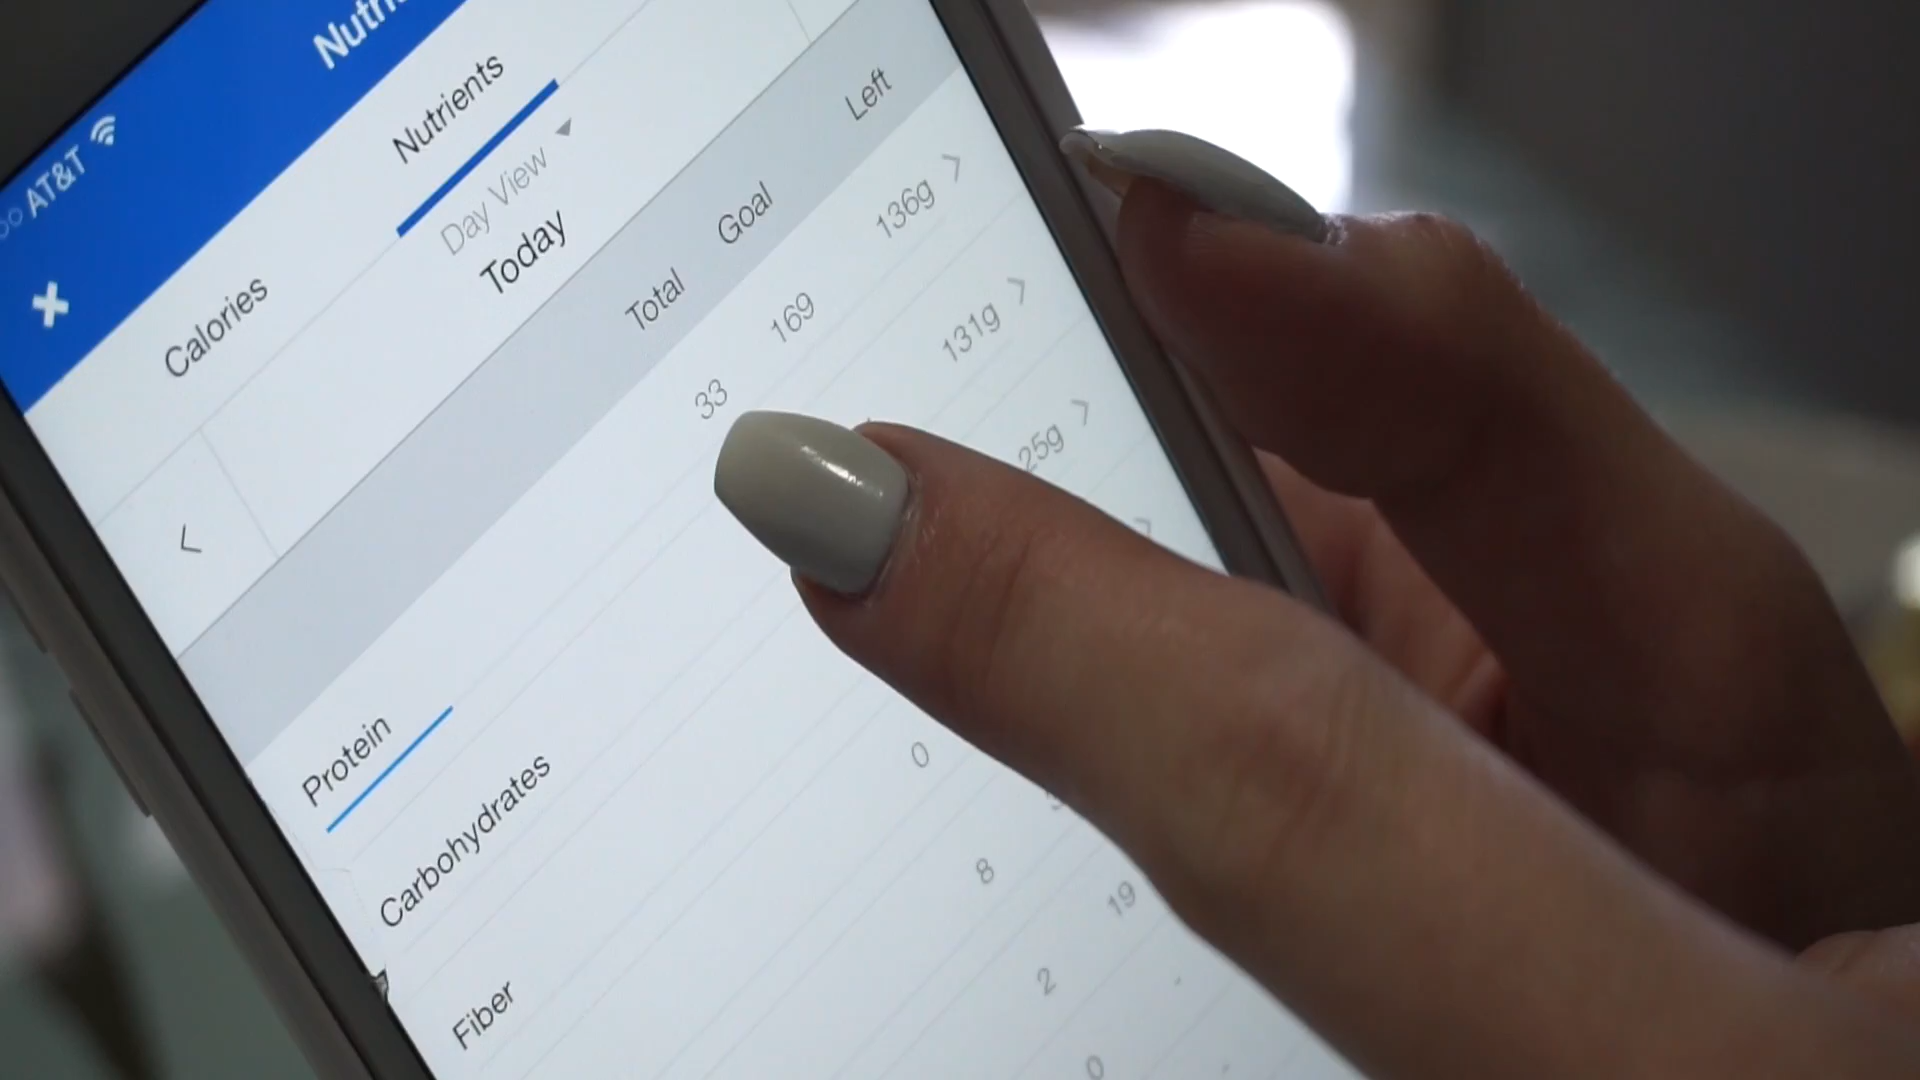 AT&T
Nutri
Calories Nutrients
Day View
Today
Total Goal Left
Protein 33 169 136g
Carbohydrates 131g
Fiber 25g
0
8
2 19
0